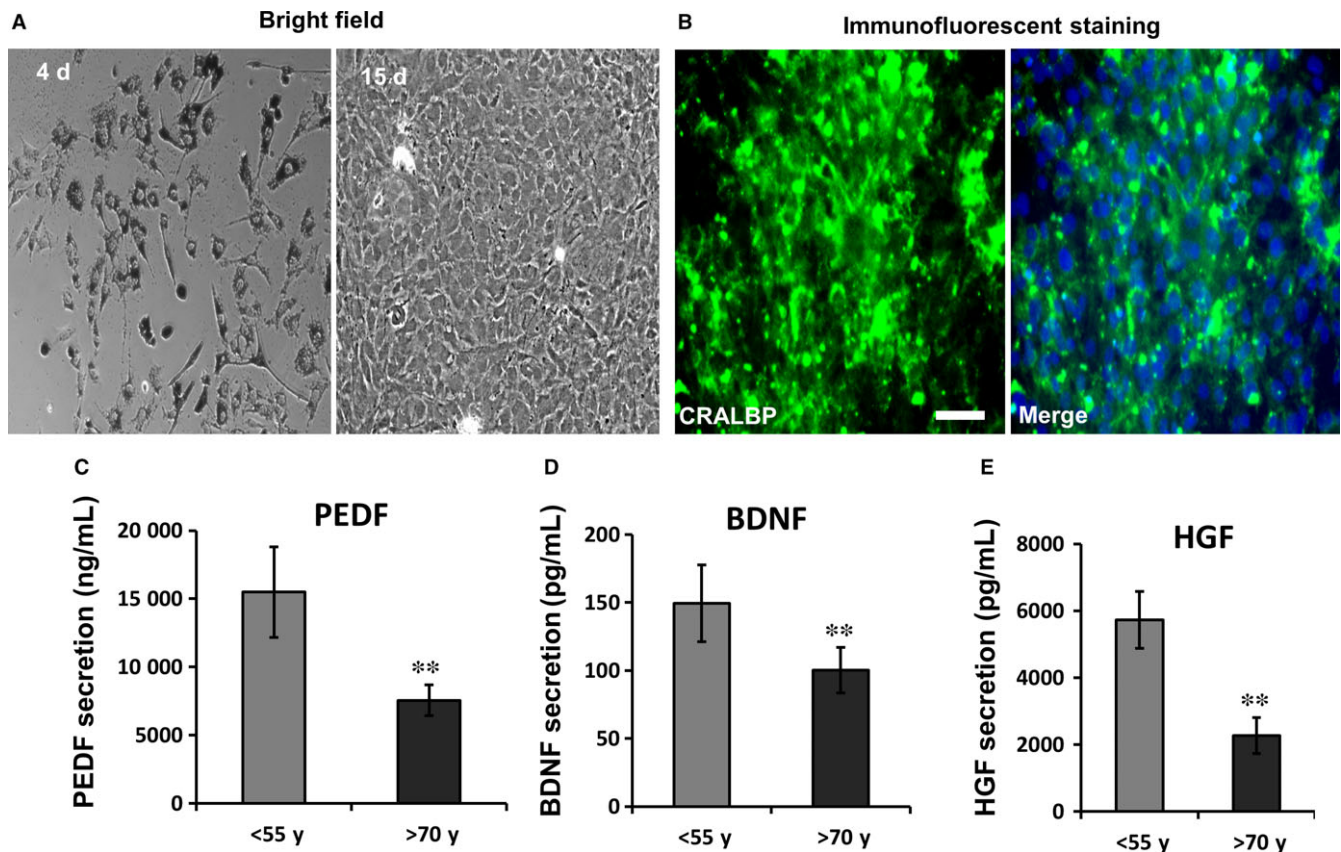 A
Bright field
4 d
15 d
B
Immunofluorescent staining
CRALBP
Merge
C
PEDF
PEDF secretion (ng/mL)
20 000
15 000
10 000
5000
0
**
<55 y
>70 y
D
BDNF
BDNF secretion (pg/mL)
200
150
100
50
0
**
<55 y
>70 y
E
HGF
HGF secretion (pg/mL)
8000
6000
4000
2000
0
**
<55 y
>70 y